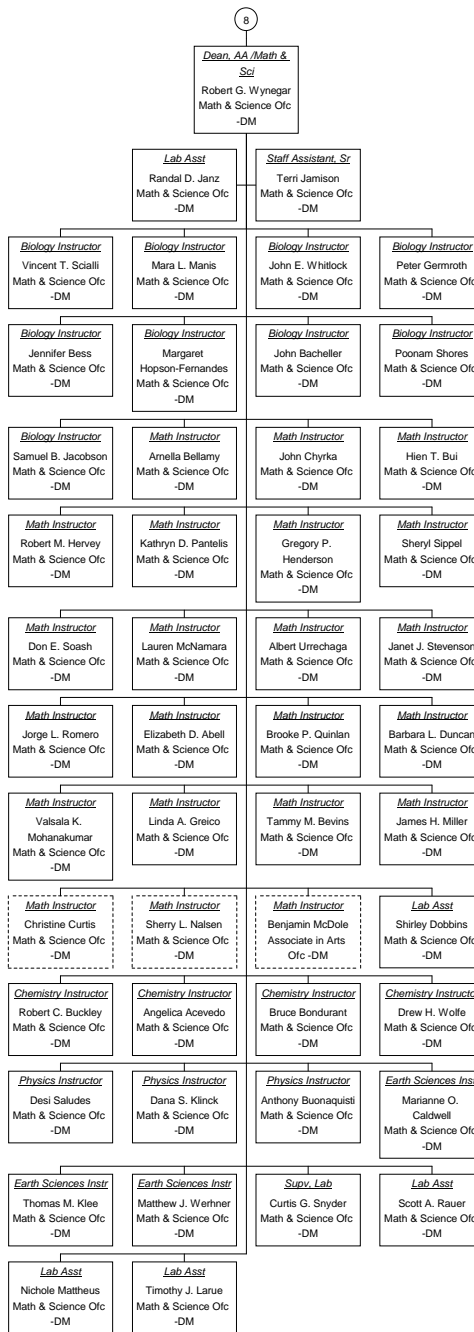 8
Dean, AA /Math &
Sci
Robert G. Wynegar
Math & Science Ofc
-DM
Lab Asst
Randal D. Janz
Math & Science Ofc
-DM
Staff Assistant, Sr
Terri Jamison
Math & Science Ofc
-DM
Biology Instructor
Vincent T. Scialli
Math & Science Ofc
-DM
Biology Instructor
Mara L. Manis
Math & Science Ofc
-DM
Biology Instructor
John E. Whitlock
Math & Science Ofc
-DM
Biology Instructor
Peter Germroth
Math & Science Ofc
-DM
Biology Instructor
Jennifer Bess
Math & Science Ofc
-DM
Biology Instructor
Margaret
Hopson-Fernandes
Math & Science Ofc
-DM
Biology Instructor
John Bacheller
Math & Science Ofc
-DM
Biology Instructor
Poonam Shores
Math & Science Ofc
-DM
Biology Instructor
Samuel B. Jacobson
Math & Science Ofc
-DM
Math Instructor
Arnella Bellamy
Math & Science Ofc
-DM
Math Instructor
John Chyrka
Math & Science Ofc
-DM
Math Instructor
Hien T. Bui
Math & Science Ofc
-DM
Math Instructor
Robert M. Hervey
Math & Science Ofc
-DM
Math Instructor
Kathryn D. Pantelis
Math & Science Ofc
-DM
Math Instructor
Gregory P.
Henderson
Math & Science Ofc
-DM
Math Instructor
Sheryl Sippel
Math & Science Ofc
-DM
Math Instructor
Don E. Soash
Math & Science Ofc
-DM
Math Instructor
Lauren McNamara
Math & Science Ofc
-DM
Math Instructor
Albert Urrechaga
Math & Science Ofc
-DM
Math Instructor
Janet J. Stevenson
Math & Science Ofc
-DM
Math Instructor
Jorge L. Romero
Math & Science Ofc
-DM
Math Instructor
Elizabeth D. Abell
Math & Science Ofc
-DM
Math Instructor
Brooke P. Quinlan
Math & Science Ofc
-DM
Math Instructor
Barbara L. Duncan
Math & Science Ofc
-DM
Math Instructor
Valsala K.
Mohanakumar
Math & Science Ofc
-DM
Math Instructor
Linda A. Greico
Math & Science Ofc
-DM
Math Instructor
Tammy M. Bevins
Math & Science Ofc
-DM
Math Instructor
James H. Miller
Math & Science Ofc
-DM
Math Instructor
Christine Curtis
Math & Science Ofc
-DM
Math Instructor
Sherry L. Nalsen
Math & Science Ofc
-DM
Math Instructor
Benjamin McDole
Associate in Arts
Ofc -DM
Lab Asst
Shirley Dobbins
Math & Science Ofc
-DM
Chemistry Instructor
Robert C. Buckley
Math & Science Ofc
-DM
Chemistry Instructor
Angelica Acevedo
Math & Science Ofc
-DM
Chemistry Instructor
Bruce Bondurant
Math & Science Ofc
-DM
Chemistry Instructor
Drew H. Wolfe
Math & Science Ofc
-DM
Physics Instructor
Desi Saludes
Math & Science Ofc
-DM
Physics Instructor
Dana S. Klinck
Math & Science Ofc
-DM
Physics Instructor
Anthony Buonaquisti
Math & Science Ofc
-DM
Earth Sciences Instr
Marianne O.
Caldwell
Math & Science Ofc
-DM
Earth Sciences Instr
Thomas M. Klee
Math & Science Ofc
-DM
Earth Sciences Instr
Matthew J. Werhner
Math & Science Ofc
-DM
Supv, Lab
Curtis G. Snyder
Math & Science Ofc
-DM
Lab Asst
Scott A. Rauer
Math & Science Ofc
-DM
Lab Asst
Nichole Mattheus
Math & Science Ofc
-DM
Lab Asst
Timothy J. Larue
Math & Science Ofc
-DM